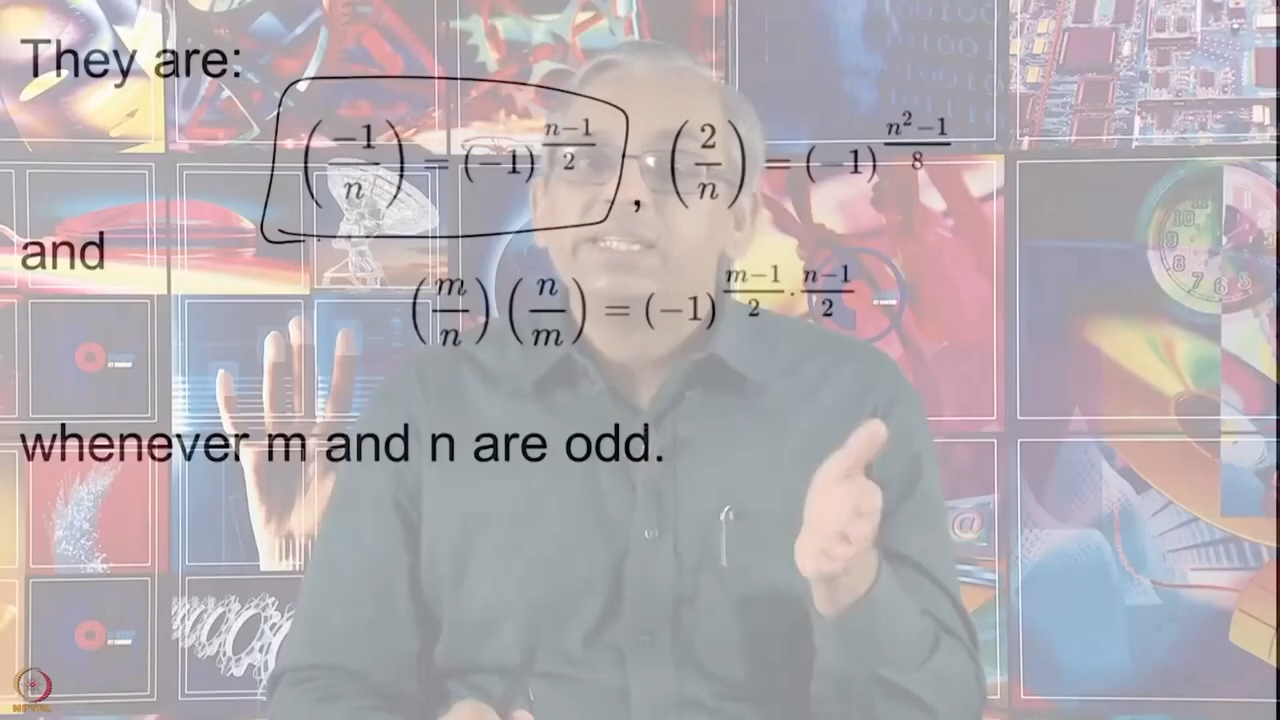 They are:
(−1/n) = (−1)^{(n−1)/2} , (2/n) = (−1)^{(n²−1)/8}
and
(m/n)(n/m) = (−1)^{(m−1)/2 · (n−1)/2}
whenever m and n are odd.
@
NPTEL